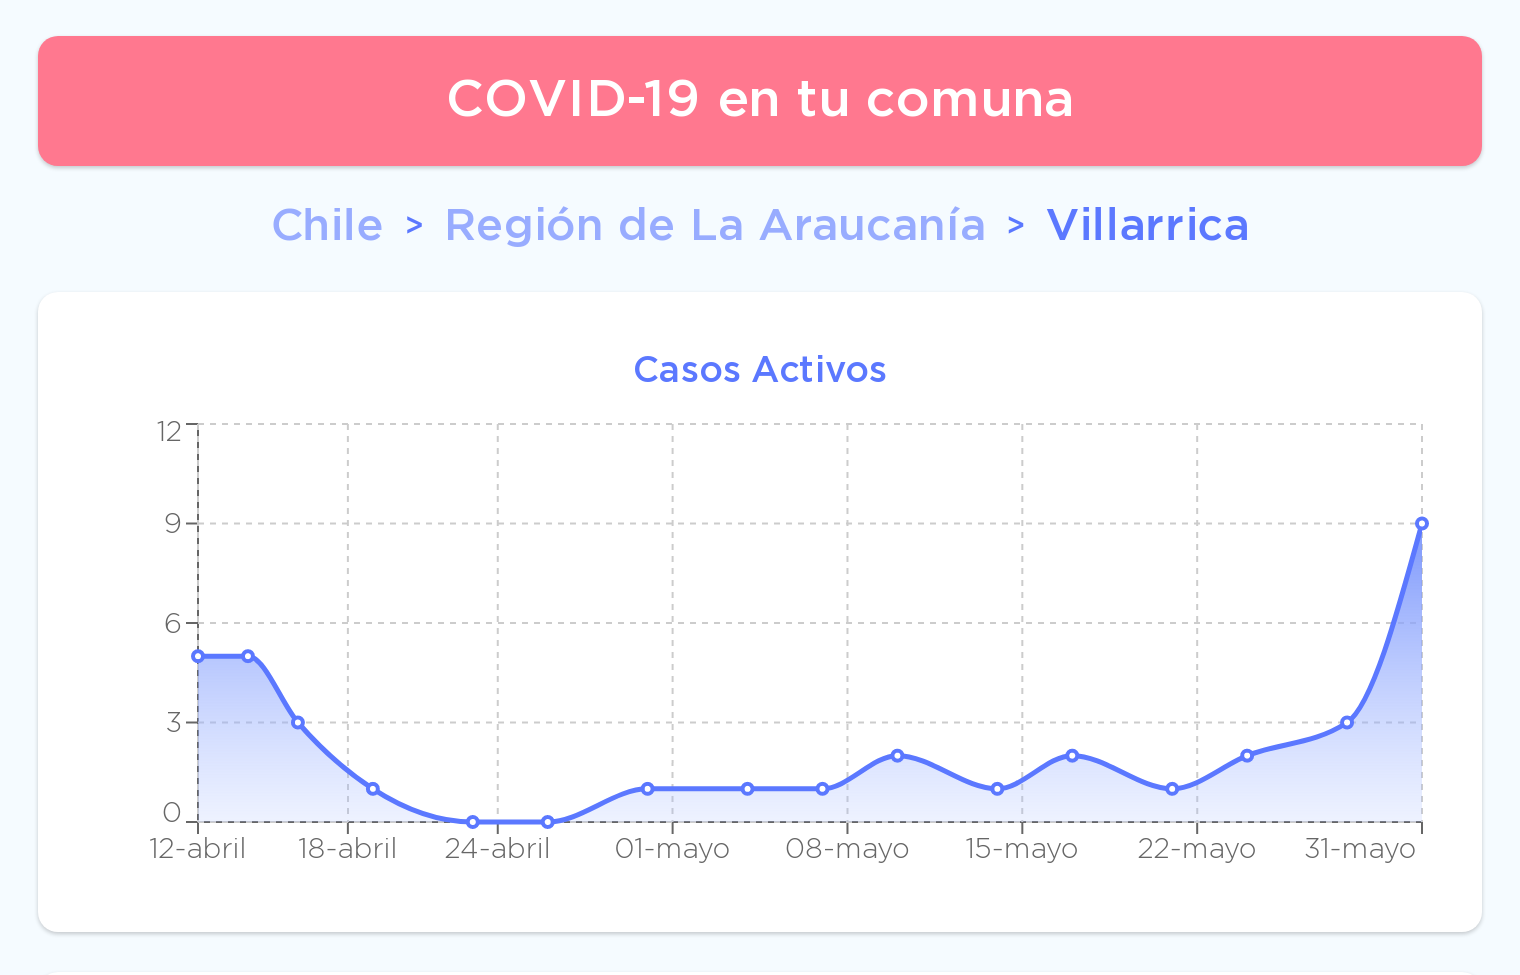 COVID-19 en tu comuna
Chile > Región de La Araucanía > Villarrica
Casos Activos
12
9
6
3
0
12-abril 18-abril 24-abril 01-mayo 08-mayo 15-mayo 22-mayo 31-mayo